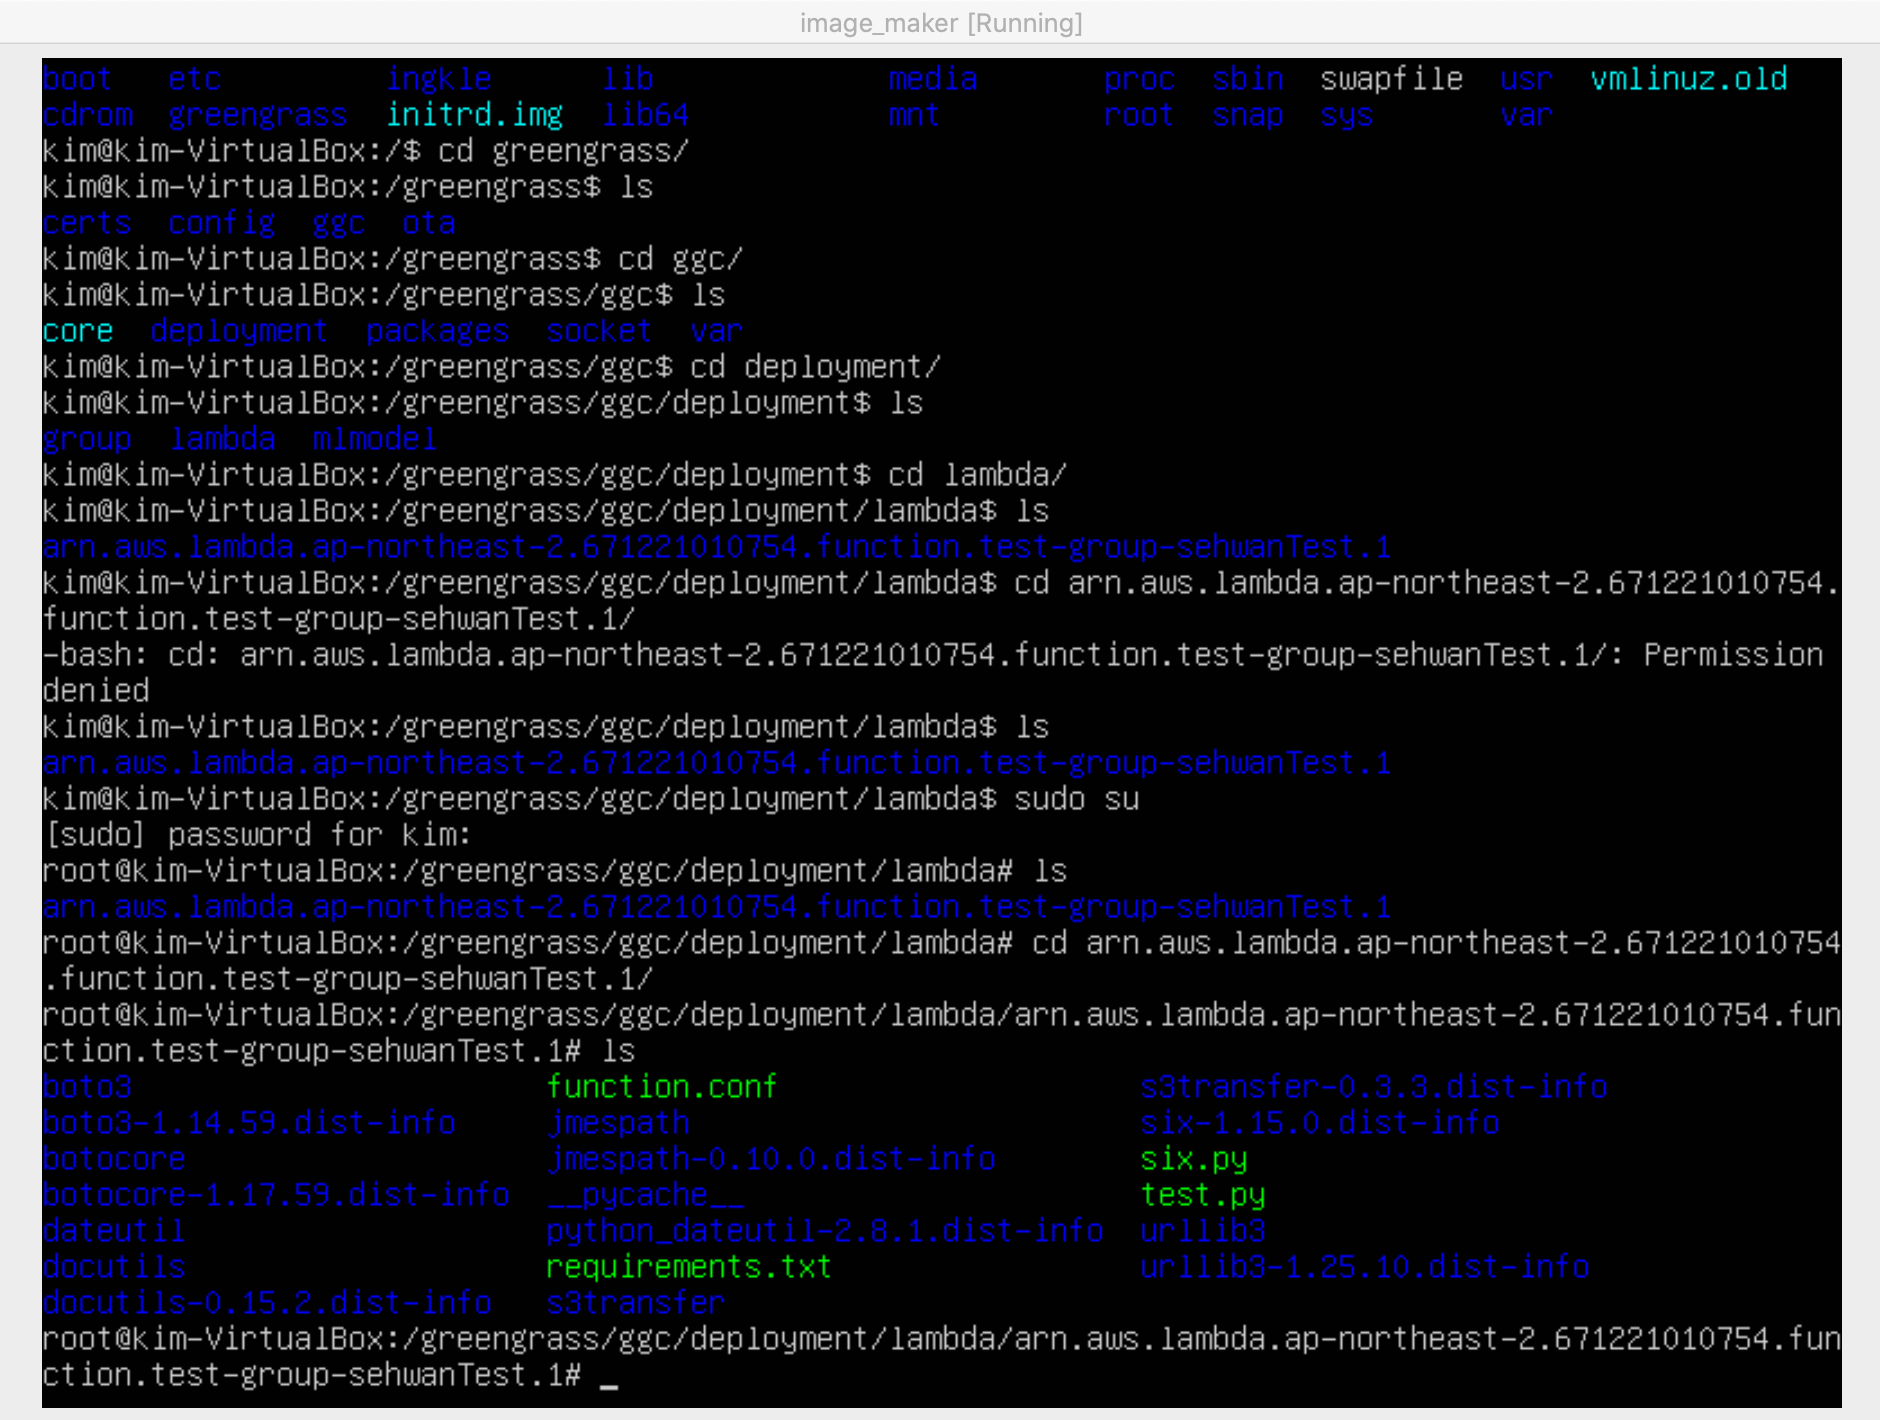 image_maker [Running]
boot   etc         ingkle      lib             media       proc  sbin  swapfile  usr  vmlinuz.old
cdrom  greengrass  initrd.img  lib64           mnt         root  snap  sys       var
kim@kim-VirtualBox:/$ cd greengrass/
kim@kim-VirtualBox:/greengrass$ ls
certs  config  ggc  ota
kim@kim-VirtualBox:/greengrass$ cd ggc/
kim@kim-VirtualBox:/greengrass/ggc$ ls
core  deployment  packages  socket  var
kim@kim-VirtualBox:/greengrass/ggc$ cd deployment/
kim@kim-VirtualBox:/greengrass/ggc/deployment$ ls
group  lambda  mlmodel
kim@kim-VirtualBox:/greengrass/ggc/deployment$ cd lambda/
kim@kim-VirtualBox:/greengrass/ggc/deployment/lambda$ ls
arn.aws.lambda.ap-northeast-2.671221010754.function.test-group-sehwanTest.1
kim@kim-VirtualBox:/greengrass/ggc/deployment/lambda$ cd arn.aws.lambda.ap-northeast-2.671221010754.
function.test-group-sehwanTest.1/
-bash: cd: arn.aws.lambda.ap-northeast-2.671221010754.function.test-group-sehwanTest.1/: Permission
denied
kim@kim-VirtualBox:/greengrass/ggc/deployment/lambda$ ls
arn.aws.lambda.ap-northeast-2.671221010754.function.test-group-sehwanTest.1
kim@kim-VirtualBox:/greengrass/ggc/deployment/lambda$ sudo su
[sudo] password for kim:
root@kim-VirtualBox:/greengrass/ggc/deployment/lambda# ls
arn.aws.lambda.ap-northeast-2.671221010754.function.test-group-sehwanTest.1
root@kim-VirtualBox:/greengrass/ggc/deployment/lambda# cd arn.aws.lambda.ap-northeast-2.671221010754
.function.test-group-sehwanTest.1/
root@kim-VirtualBox:/greengrass/ggc/deployment/lambda/arn.aws.lambda.ap-northeast-2.671221010754.fun
ction.test-group-sehwanTest.1# ls
boto3                      function.conf                    s3transfer-0.3.3.dist-info
boto3-1.14.59.dist-info    jmespath                         six-1.15.0.dist-info
botocore                   jmespath-0.10.0.dist-info        six.py
botocore-1.17.59.dist-info  __pycache__                     test.py
dateutil                   python_dateutil-2.8.1.dist-info  urllib3
docutils                   requirements.txt                 urllib3-1.25.10.dist-info
docutils-0.15.2.dist-info  s3transfer
root@kim-VirtualBox:/greengrass/ggc/deployment/lambda/arn.aws.lambda.ap-northeast-2.671221010754.fun
ction.test-group-sehwanTest.1# _